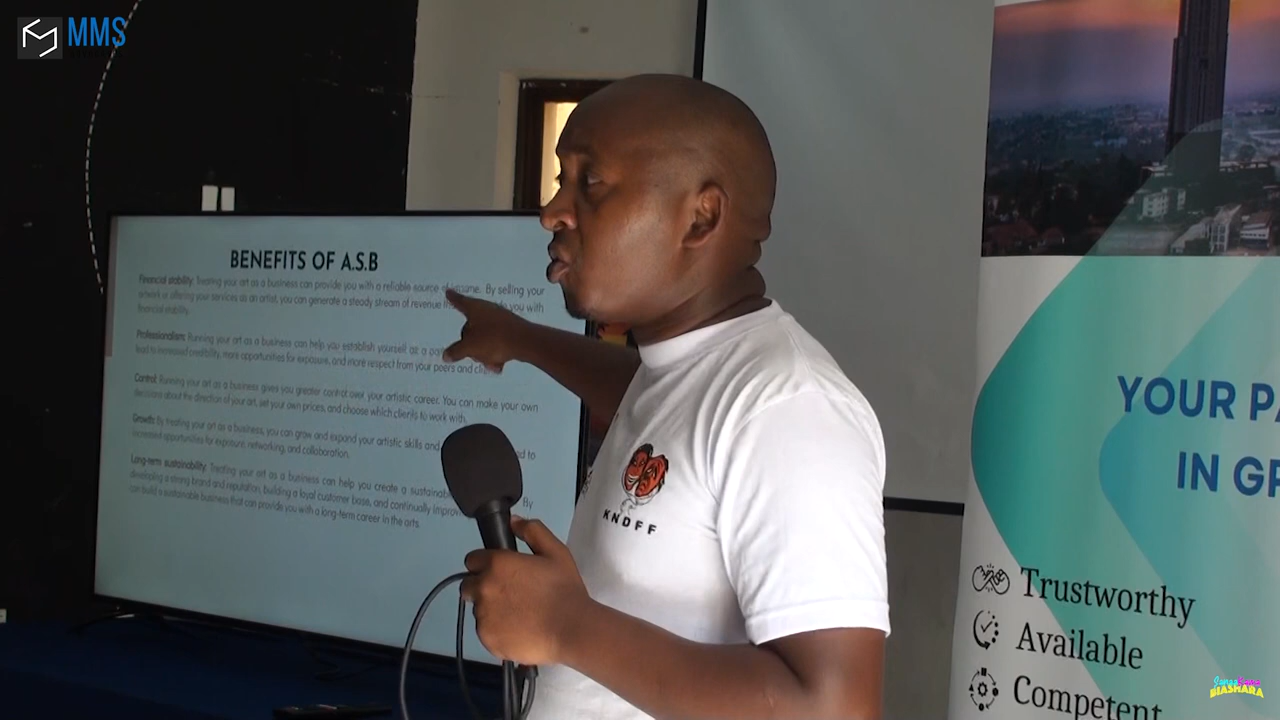 MMS
BENEFITS OF A.S.B
Financial stability: Treating your art as a business can provide you with a reliable source of income. By selling your
artwork or offering your services as an artist, you can generate a steady stream of revenue you with
financial stability.
Professionalism: Running your art as a business can help you establish yourself as a
lead to increased credibility, more opportunities for exposure, and more respect from your peers and
Control: Running your art as a business gives you greater control over your artistic career. You can make your own
decisions about the direction of your art, set your own prices, and choose which clients to work with.
Growth: By treating your art as a business, you can grow and expand your artistic skills and to
increased opportunities for exposure, networking, and collaboration.
Long-term sustainability: Treating your art as a business can help you create a By
developing a strong brand and reputation, building a loyal customer base, and continually
can build a sustainable business that can provide you with a long-term career in the arts.
KNDFF
YOUR
IN
Trustworthy
Available
Competent
BIASHARA